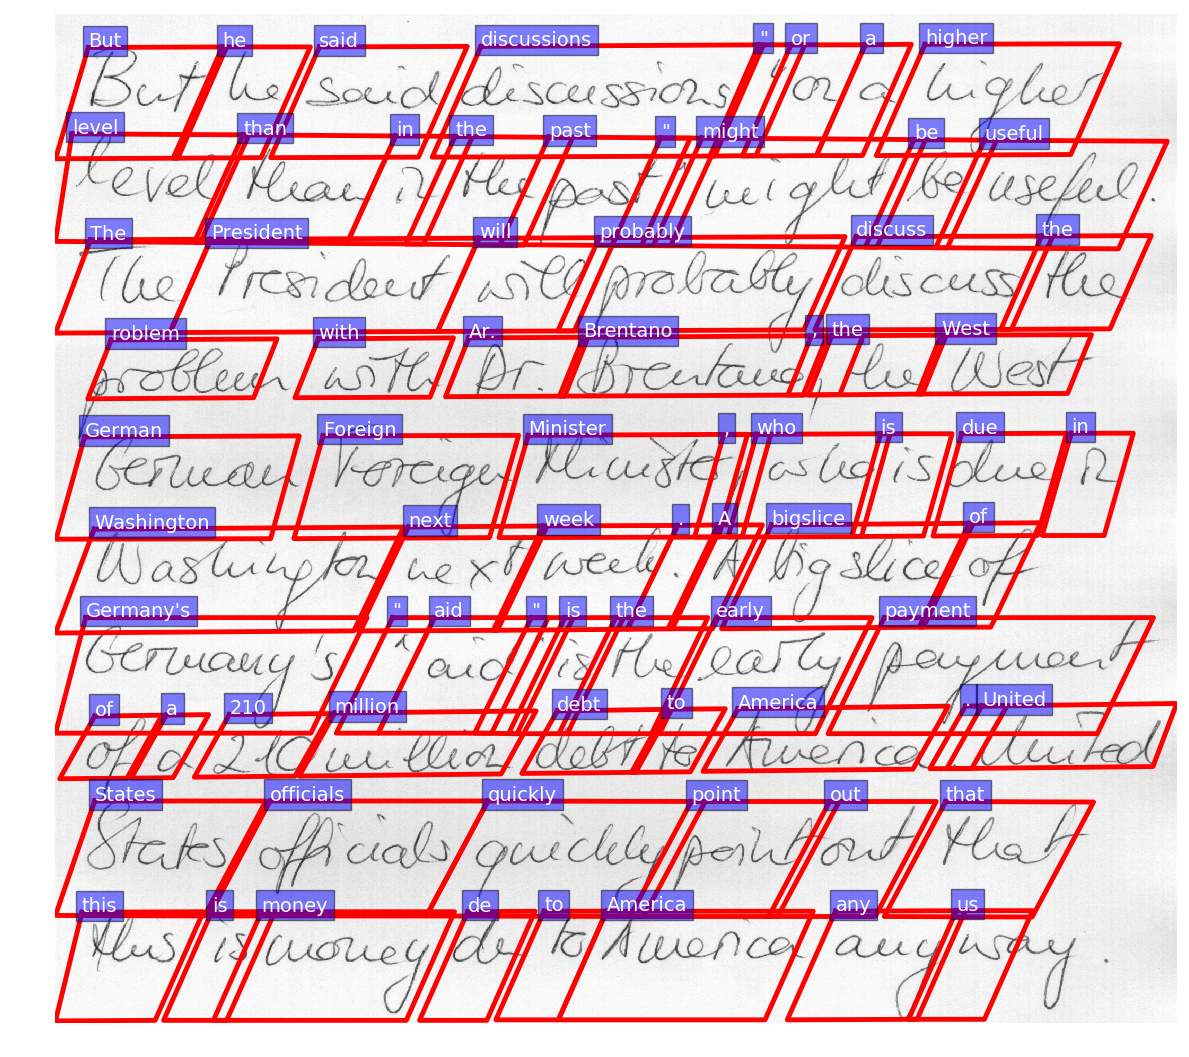 But he said discussions " or a higher
But he said discussions "on a higher
level than in the past " might be useful
level than in the past" might be useful.
The President will probably discuss the
The President will probably discuss the
roblem with Ar. Brentano , the West
problem with Dr. Brentano, the West
German Foreign Minister , who is due in
German Foreign Minister, who is due in
Washington next week . A bigslice of
Washington next week. A big slice of
Germany's " aid " is the early payment
Germany's "aid" is the early payment
of a 210 million debt to America . United
of a 210 million debt to America. United
States officials quickly point out that
States officials quickly point out that
this is money de to America any us
this is money du to America anyway.